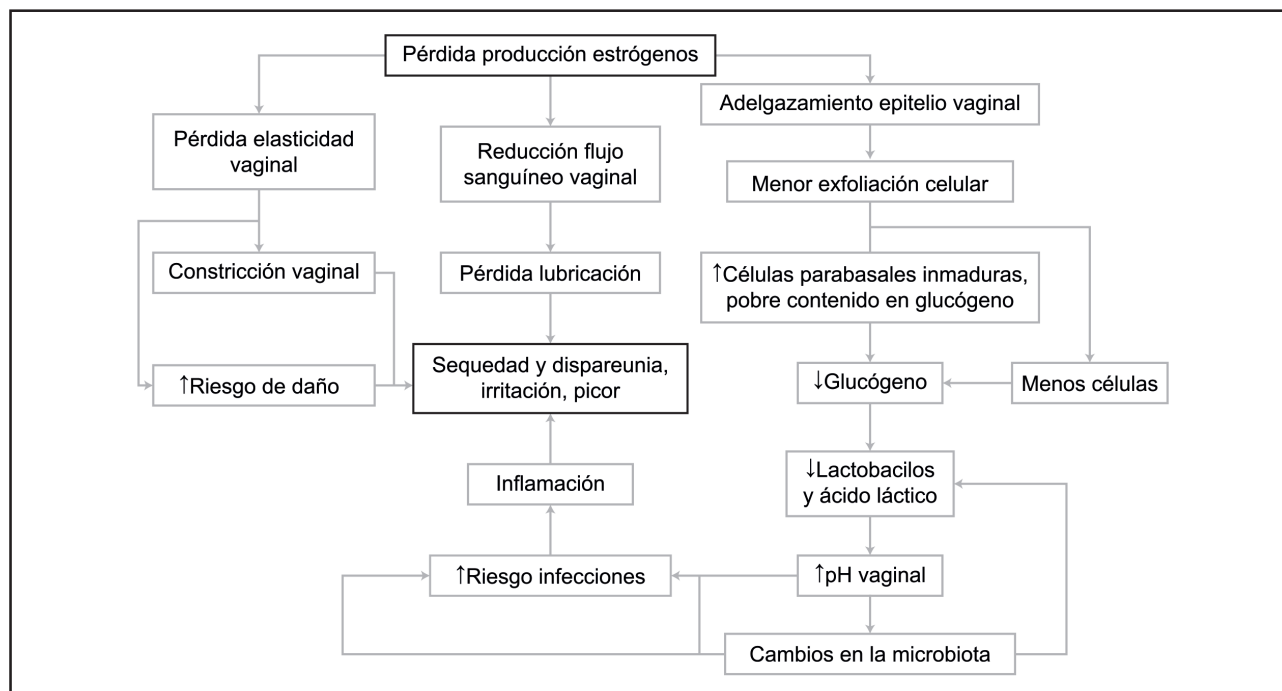 Pérdida producción estrógenos
Adelgazamiento epitelio vaginal
Pérdida elasticidad
vaginal
Reducción flujo
sanguíneo vaginal
Menor exfoliación celular
Constricción vaginal
Pérdida lubricación
↑Células parabasales inmaduras,
pobre contenido en glucógeno
↑Riesgo de daño
Sequedad y dispareunia,
irritación, picor
↓Glucógeno
Menos células
Inflamación
↓Lactobacilos
y ácido láctico
↑Riesgo infecciones
↑pH vaginal
Cambios en la microbiota